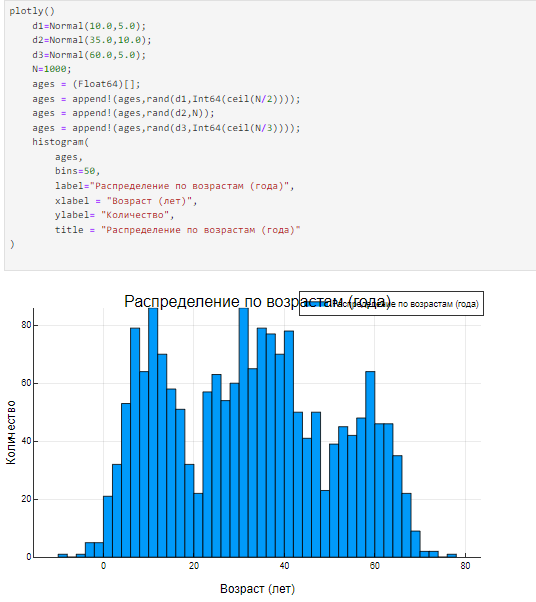 plotly()
d1=Normal(10.0,5.0);
d2=Normal(35.0,10.0);
d3=Normal(60.0,5.0);
N=1000;
ages = (Float64)[];
ages = append!(ages,rand(d1,Int64(ceil(N/2))));
ages = append!(ages,rand(d2,N));
ages = append!(ages,rand(d3,Int64(ceil(N/3))));
histogram(
ages,
bins=50,
label="Распределение по возрастам (года)",
xlabel = "Возраст (лет)",
ylabel= "Количество",
title = "Распределение по возрастам (года)"
)
Распределение по возрастам (года)
Распределение по возрастам (года)
80
60
40
20
0
Количество
0 20 40 60 80
Возраст (лет)